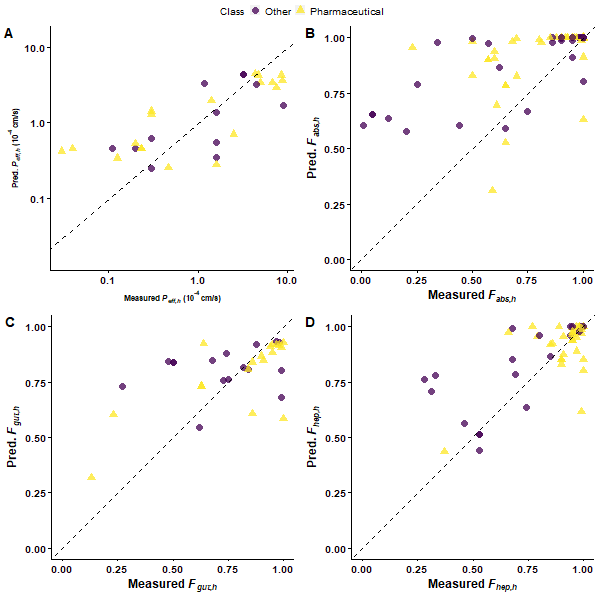 Class Other Pharmaceutical
A
10.0
1.0
0.1
Pred. Peff,h (10⁻⁴ cm/s)
0.1 1.0 10.0
Measured Peff,h (10⁻⁴ cm/s)
B
1.00
0.75
0.50
0.25
0.00
Pred. Fabs,h
0.00 0.25 0.50 0.75 1.00
Measured Fabs,h
C
1.00
0.75
0.50
0.25
0.00
Pred. Fgut,h
0.00 0.25 0.50 0.75 1.00
Measured Fgut,h
D
1.00
0.75
0.50
0.25
0.00
Pred. Fhep,h
0.00 0.25 0.50 0.75 1.00
Measured Fhep,h